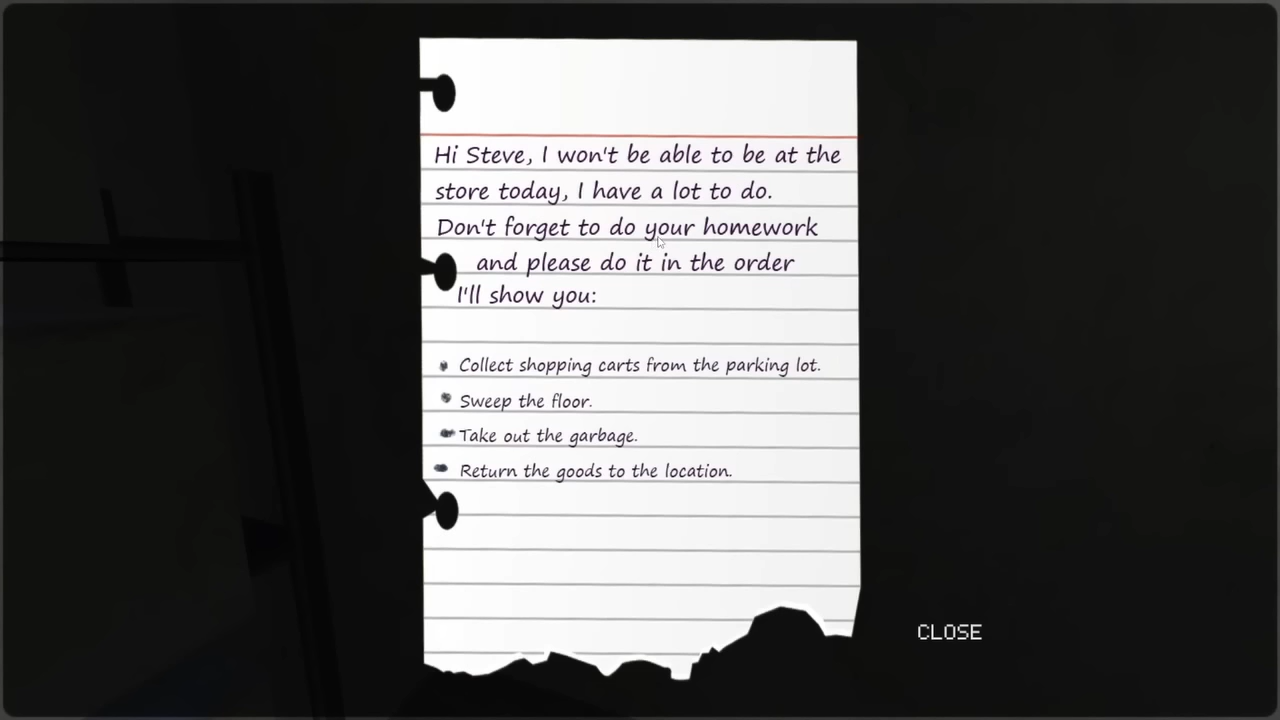 Hi Steve, I won't be able to be at the
store today, I have a lot to do.
Don't forget to do your homework
and please do it in the order
I'll show you:
Collect shopping carts from the parking lot.
Sweep the floor.
Take out the garbage.
Return the goods to the location.
CLOSE